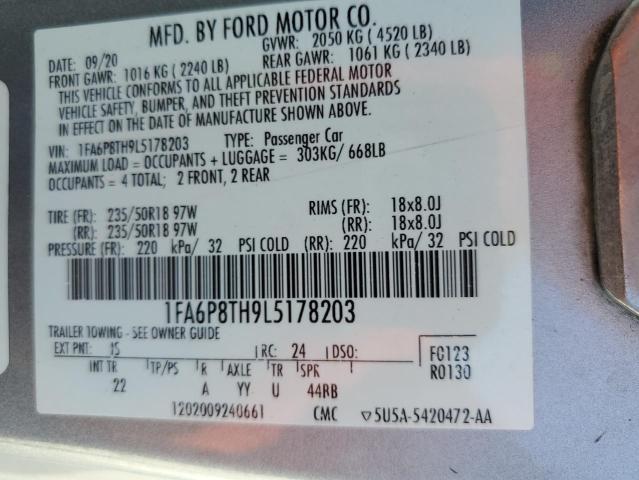 MFD. BY FORD MOTOR CO.
DATE: 09/20 GVWR: 2050 KG ( 4520 LB)
FRONT GAWR: 1016 KG ( 2240 LB) REAR GAWR: 1061 KG ( 2340 LB)
THIS VEHICLE CONFORMS TO ALL APPLICABLE FEDERAL MOTOR
VEHICLE SAFETY, BUMPER, AND THEFT PREVENTION STANDARDS
IN EFFECT ON THE DATE OF MANUFACTURE SHOWN ABOVE.
VIN: 1FA6P8TH9L5178203 TYPE: Passenger Car
MAXIMUM LOAD = OCCUPANTS + LUGGAGE = 303KG/ 668LB
OCCUPANTS = 4 TOTAL; 2 FRONT, 2 REAR
TIRE (FR): 235/50R18 97W RIMS (FR): 18x8.0J
(RR): 235/50R18 97W (RR): 18x8.0J
PRESSURE (FR): 220 kPa/ 32 PSI COLD (RR): 220 kPa/ 32 PSI COLD
1FA6P8TH9L5178203
TRAILER TOWING - SEE OWNER GUIDE
EXT PNT: JS RC: 24 DSO: FC123
INT TR TP/PS R AXLE TR SPR R0130
22 A YY U 44RB
1202009240661 CMC ▽5U5A-5420472-AA